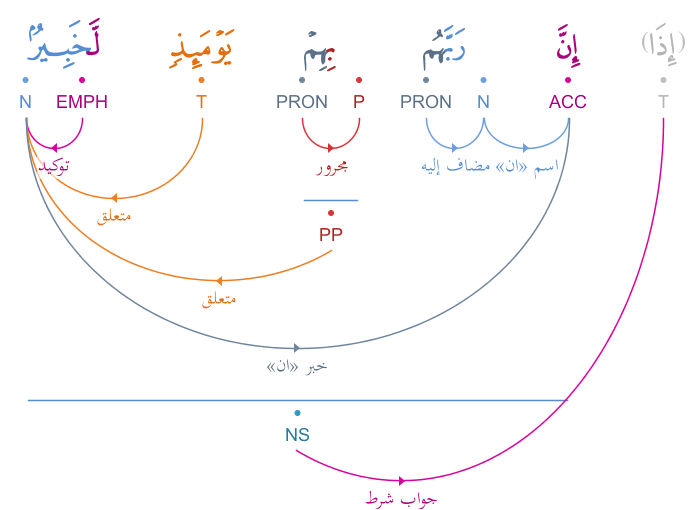 (إِذَا) إِنَّ رَبَّهُم بِهِمْ يَوْمَئِذٍ لَّخَبِيرٌۢ
T ACC N PRON P PRON T EMPH N
اسم «ان» مضاف إليه مجرور توكيد
متعلق
PP
متعلق
خبر «ان»
NS
جواب شرط